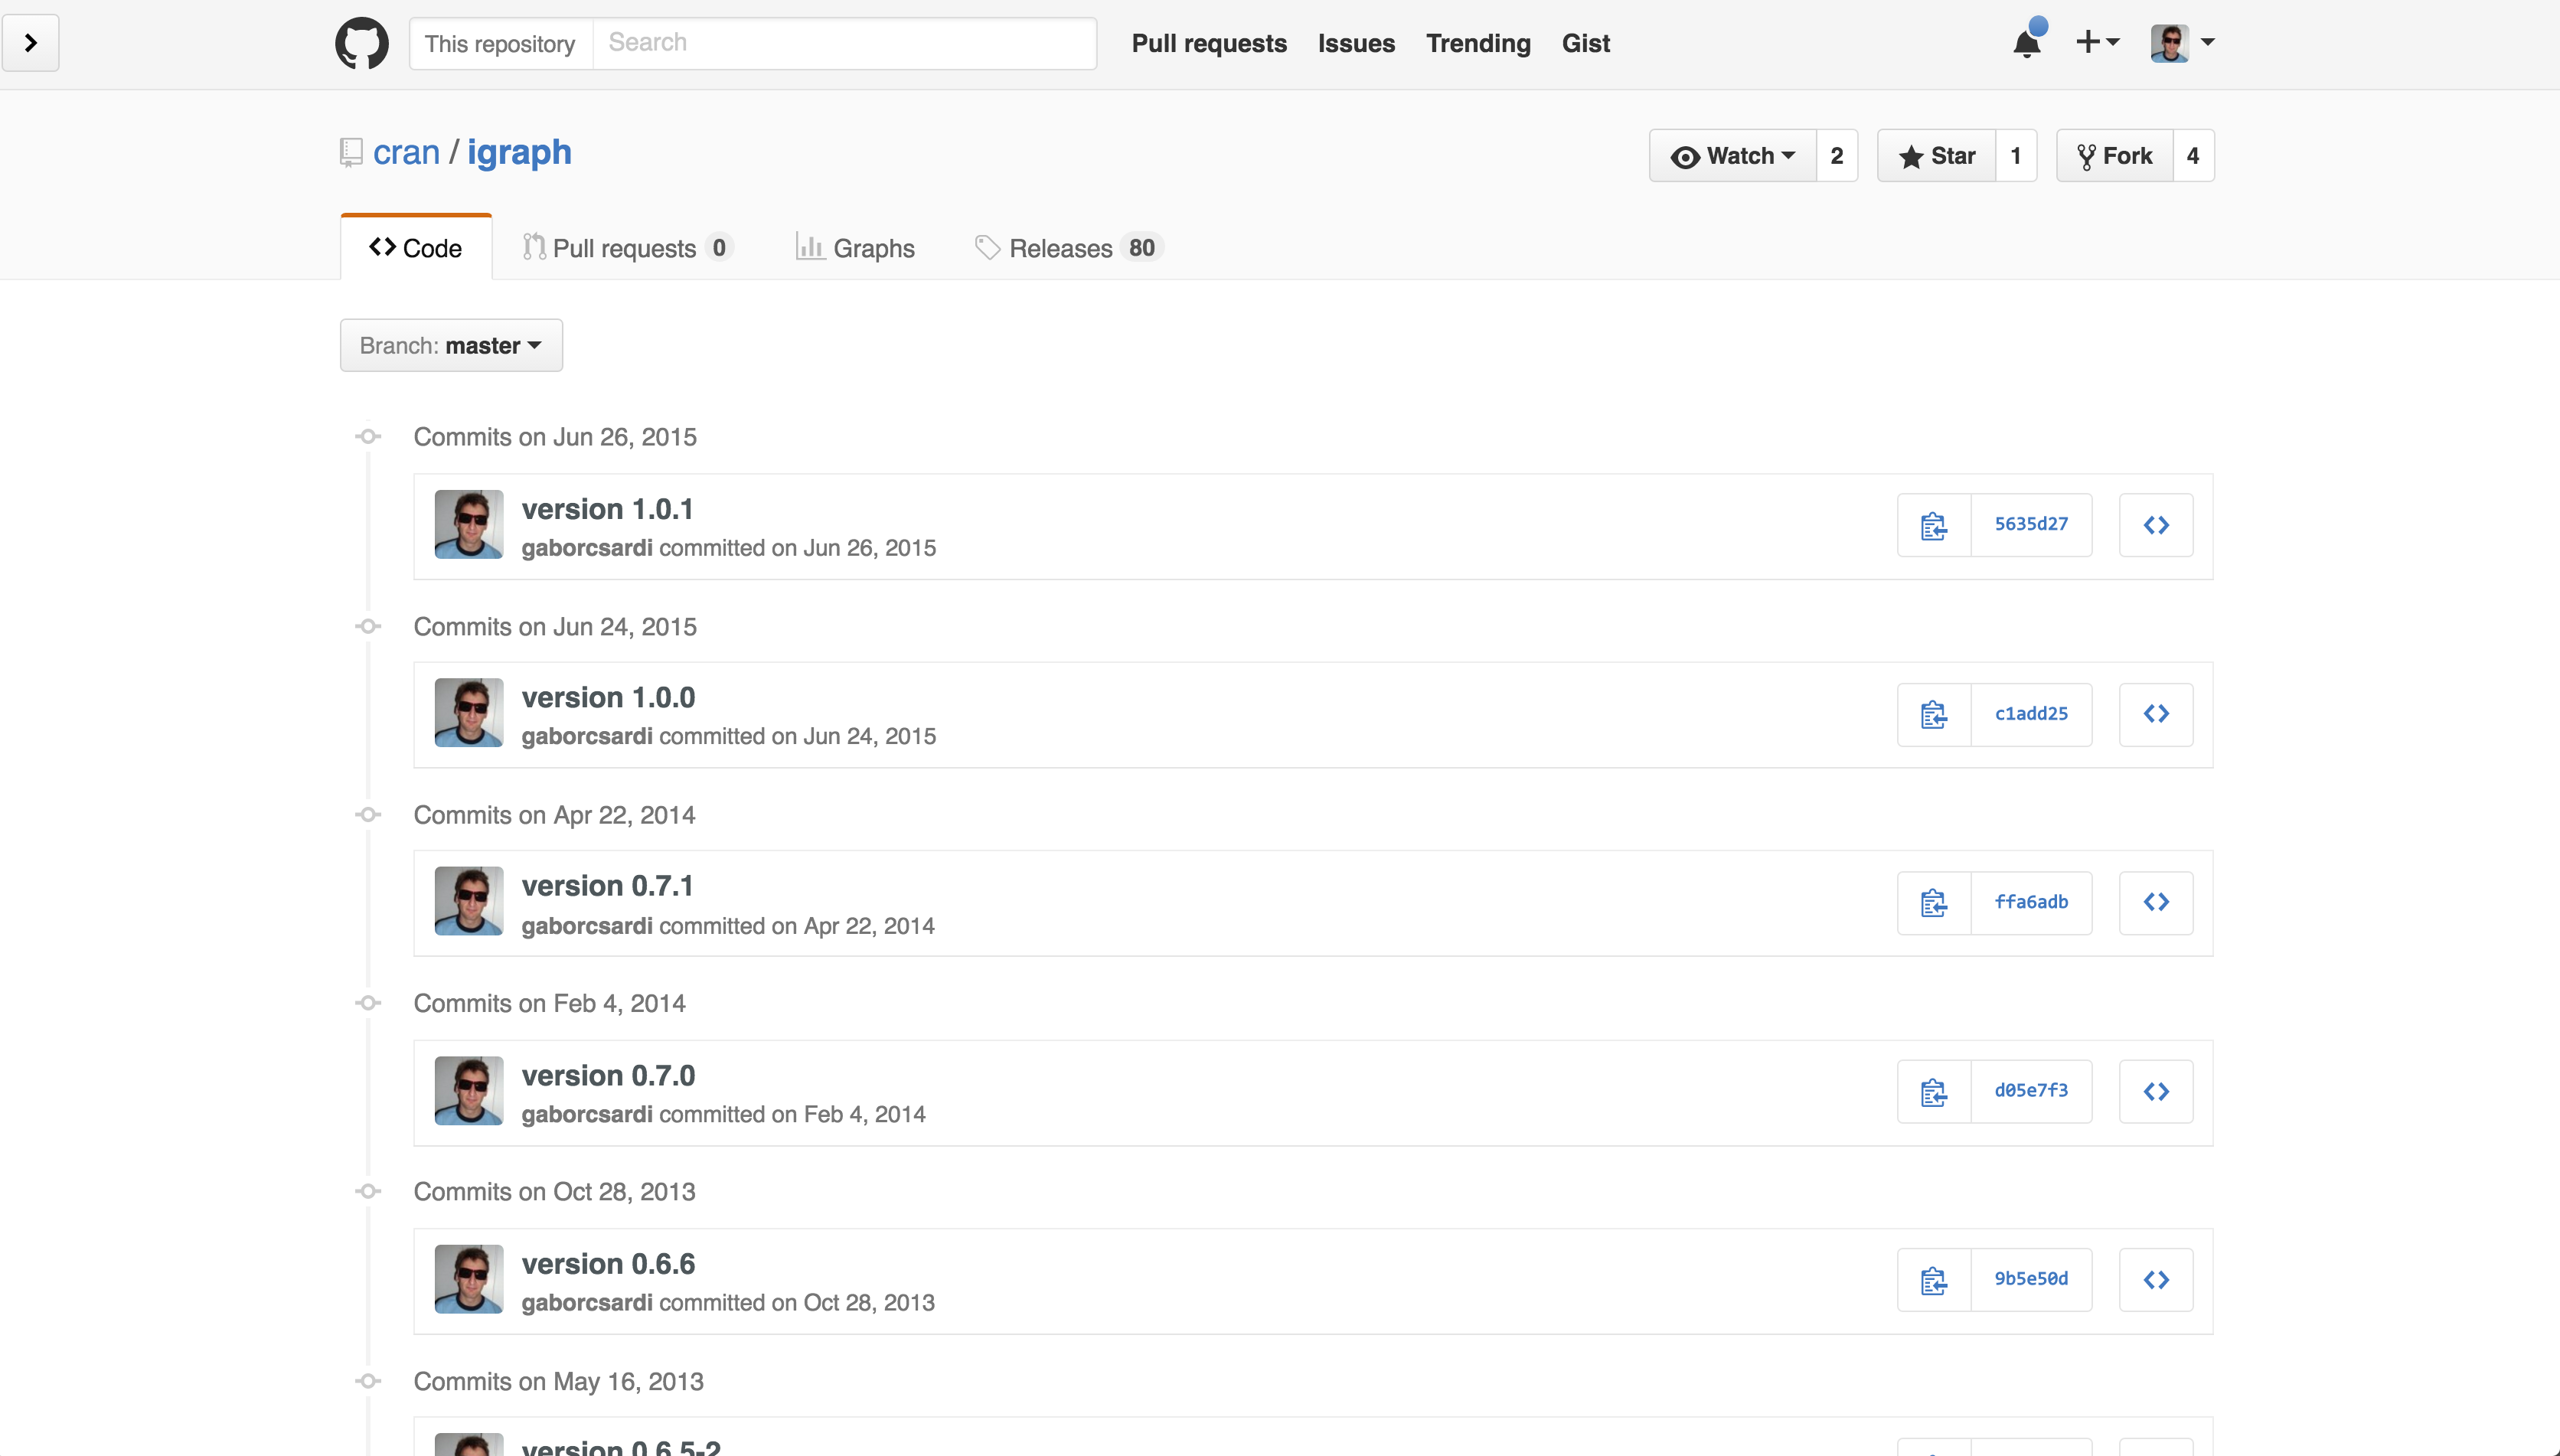 This repository Search Pull requests Issues Trending Gist
cran / igraph
Watch 2 Star 1 Fork 4
Code Pull requests 0 Graphs Releases 80
Branch: master
Commits on Jun 26, 2015
version 1.0.1
gaborcsardi committed on Jun 26, 2015
5635d27
Commits on Jun 24, 2015
version 1.0.0
gaborcsardi committed on Jun 24, 2015
c1add25
Commits on Apr 22, 2014
version 0.7.1
gaborcsardi committed on Apr 22, 2014
ffa6adb
Commits on Feb 4, 2014
version 0.7.0
gaborcsardi committed on Feb 4, 2014
d05e7f3
Commits on Oct 28, 2013
version 0.6.6
gaborcsardi committed on Oct 28, 2013
9b5e50d
Commits on May 16, 2013
version 0.6.5-2